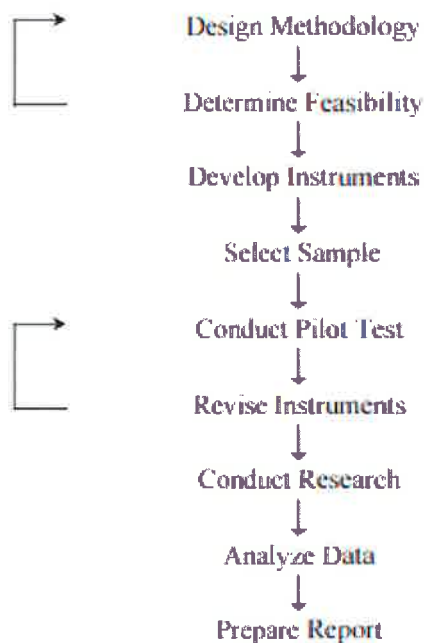 Design Methodology
Determine Feasibility
Develop Instruments
Select Sample
Conduct Pilot Test
Revise Instruments
Conduct Research
Analyze Data
Prepare Report